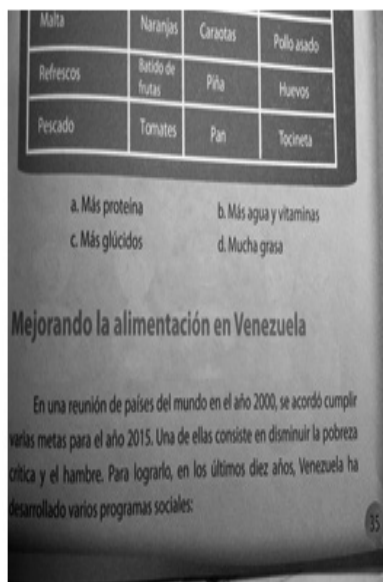 Malta Naranjas Caraotas Pollo asado
Refrescos Batido de frutas Piña Huevos
Pescado Tomates Pan Tocineta
a. Más proteína b. Más agua y vitaminas
c. Más glúcidos d. Mucha grasa
Mejorando la alimentación en Venezuela
En una reunión de países del mundo en el año 2000, se acordó cumplir
varias metas para el año 2015. Una de ellas consiste en disminuir la pobreza
crítica y el hambre. Para lograrlo, en los últimos diez años, Venezuela ha
desarrollado varios programas sociales:
35